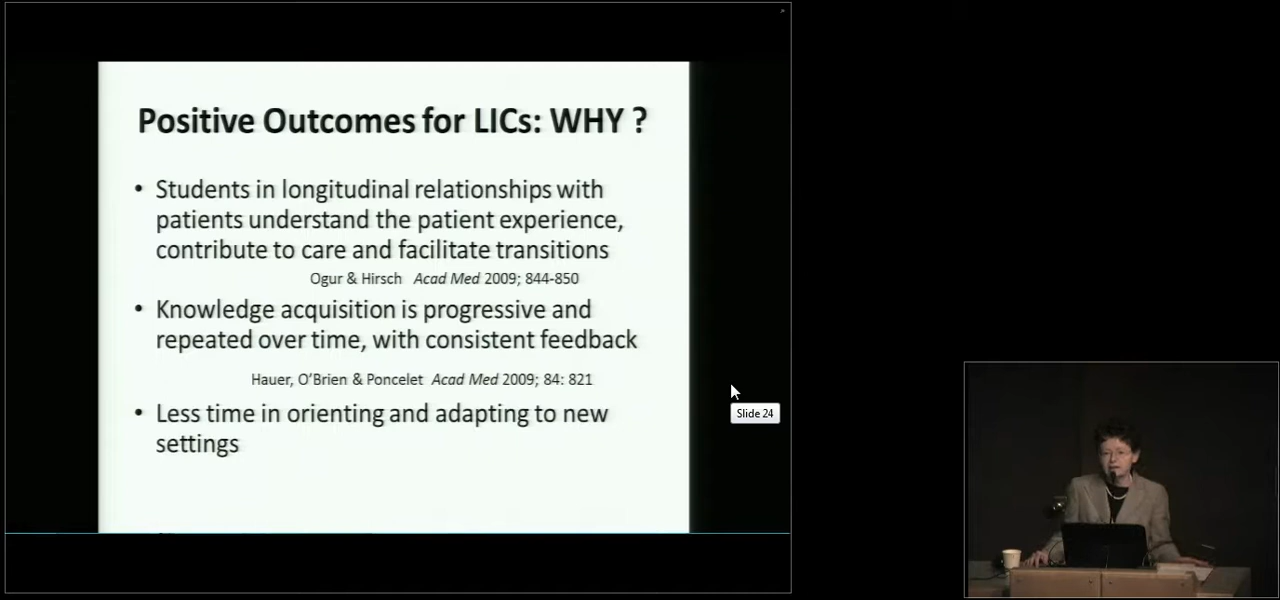 Positive Outcomes for LICs: WHY ?
• Students in longitudinal relationships with
patients understand the patient experience,
contribute to care and facilitate transitions
Ogur & Hirsch Acad Med 2009; 844-850
• Knowledge acquisition is progressive and
repeated over time, with consistent feedback
Hauer, O'Brien & Poncelet Acad Med 2009; 84: 821
• Less time in orienting and adapting to new
settings
Slide 24